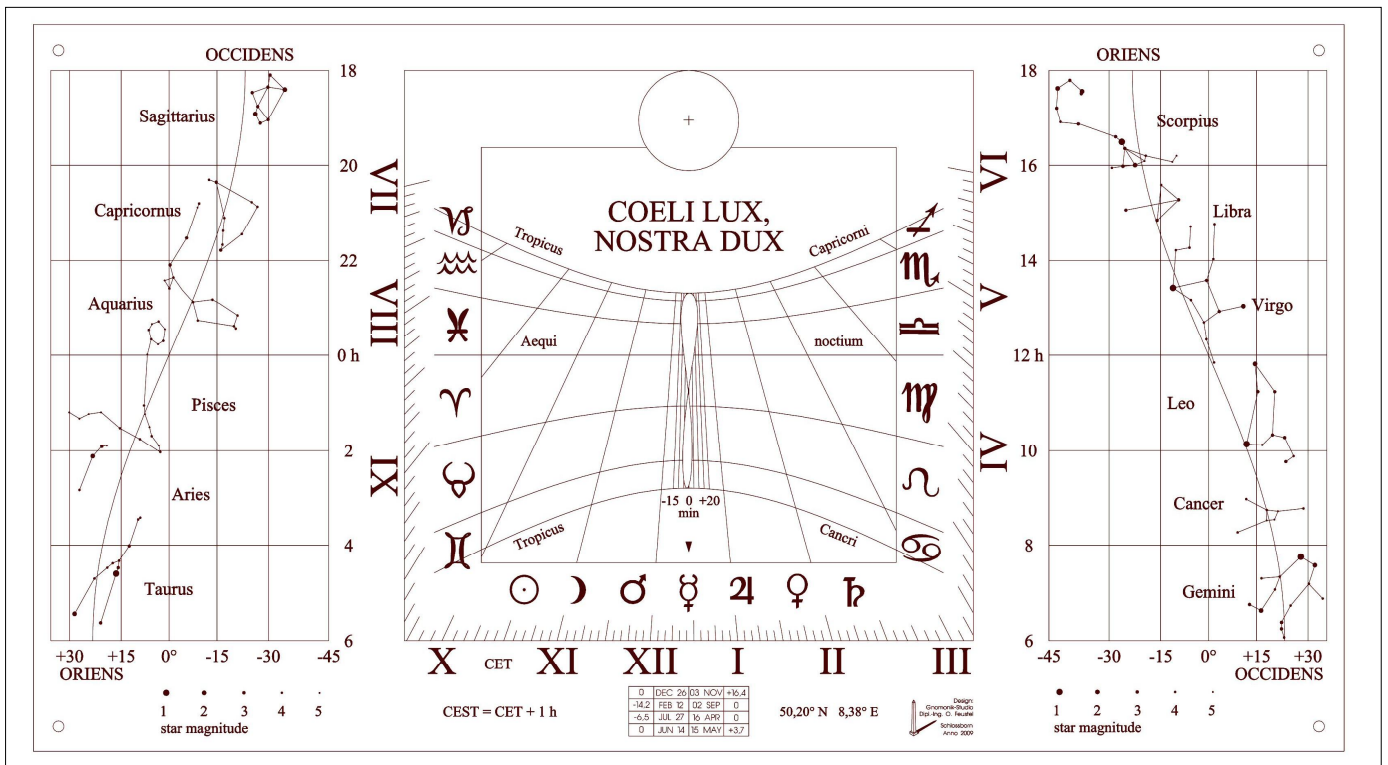 OCCIDENS
18
Sagittarius
20
Capricornus
22
Aquarius
0 h
Pisces
2
Aries
4
Taurus
6
+30 +15 0° -15 -30 -45
ORIENS
1 2 3 4 5
star magnitude
COELI LUX,
NOSTRA DUX
Tropicus Capricorni
Aequi noctium
-15 0 +20
min
Tropicus Cancri
♑
♒
♓
♈
♉
♊
♐
♏
♎
♍
♌
♋
☉ ☽ ♂ ☿ ♃ ♀ ♄
VII
VIII
IX
X CET XI XII I II III
VI
V
IV
CEST = CET + 1 h
0 DEC 26 03 NOV +16,4
-14,2 FEB 12 02 SEP 0
-6,5 JUL 27 16 APR 0
0 JUN 14 15 MAY +3,7
50,20° N 8,38° E
Design:
Gnomonik-Studio
Dipl.-Ing. O. Feustel
Schlossborn
Anno 2009
ORIENS
18
Scorpius
16
Libra
14
Virgo
12 h
Leo
10
Cancer
8
Gemini
6
-45 -30 -15 0° +15 +30
OCCIDENS
1 2 3 4 5
star magnitude